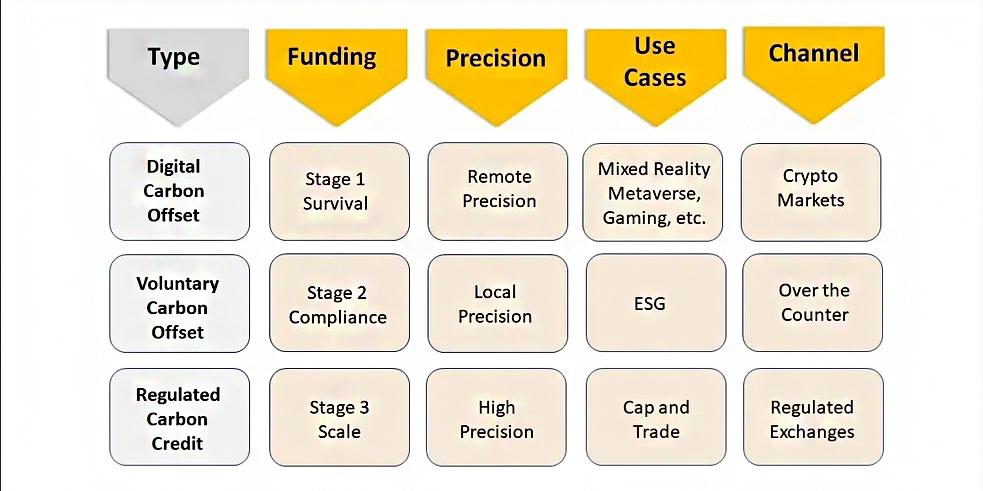 Type
Funding
Precision
Use
Cases
Channel
Digital
Carbon
Offset
Stage 1
Survival
Remote
Precision
Mixed Reality
Metaverse,
Gaming, etc.
Crypto
Markets
Voluntary
Carbon
Offset
Stage 2
Compliance
Local
Precision
ESG
Over the
Counter
Regulated
Carbon
Credit
Stage 3
Scale
High
Precision
Cap and
Trade
Regulated
Exchanges